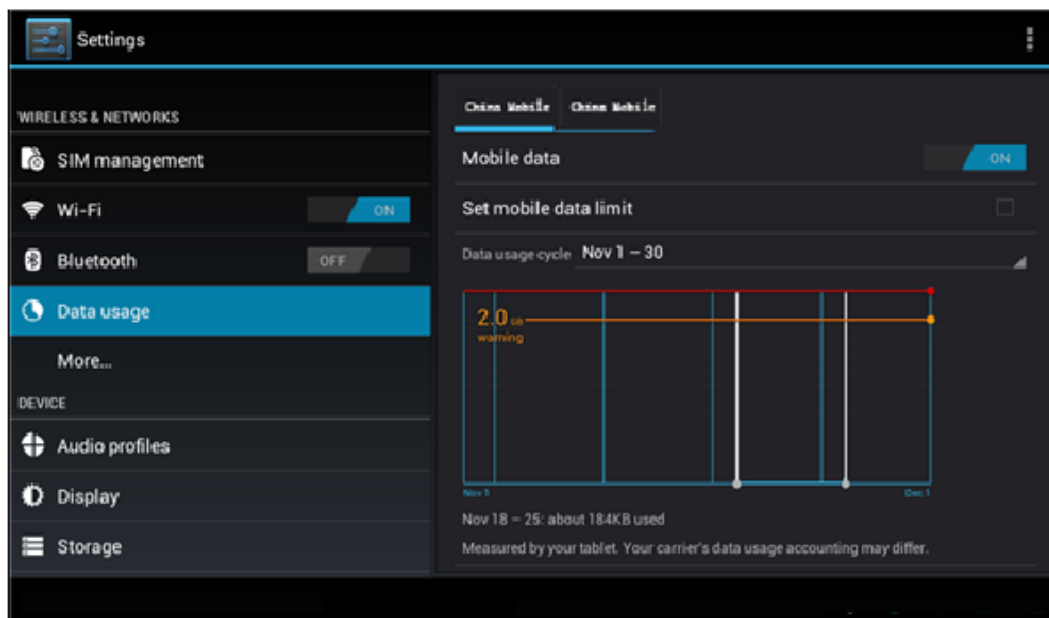 Settings
WIRELESS & NETWORKS
SIM management
Wi-Fi
ON
Bluetooth
OFF
Data usage
More...
DEVICE
Audio profiles
Display
Storage
China Mobile China Mobile
Mobile data
ON
Set mobile data limit
Data usage cycle Nov 1 – 30
2.0 GB
warning
Nov 1
Dec 1
Nov 18 – 25: about 184KB used
Measured by your tablet. Your carrier's data usage accounting may differ.